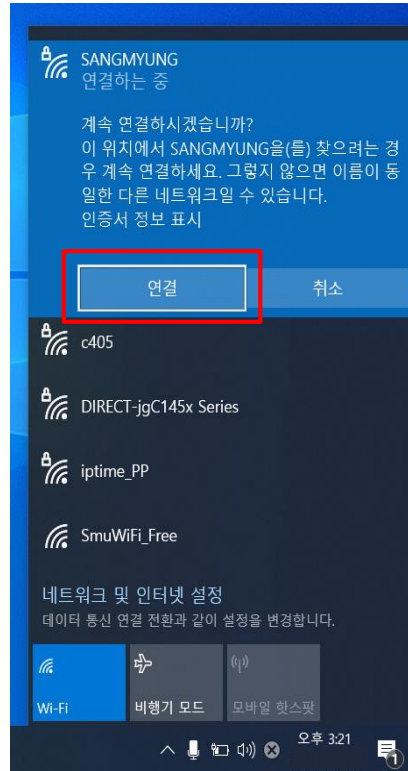 SANGMYUNG
연결하는 중
계속 연결하시겠습니까?
이 위치에서 SANGMYUNG을(를) 찾으려는 경
우 계속 연결하세요. 그렇지 않으면 이름이 동
일한 다른 네트워크일 수 있습니다.
인증서 정보 표시
연결 취소
c405
DIRECT-jgC145x Series
iptime_PP
SmuWiFi_Free
네트워크 및 인터넷 설정
데이터 통신 연결 전환과 같이 설정을 변경합니다.
Wi-Fi 비행기 모드 모바일 핫스팟
오후 3:21
1